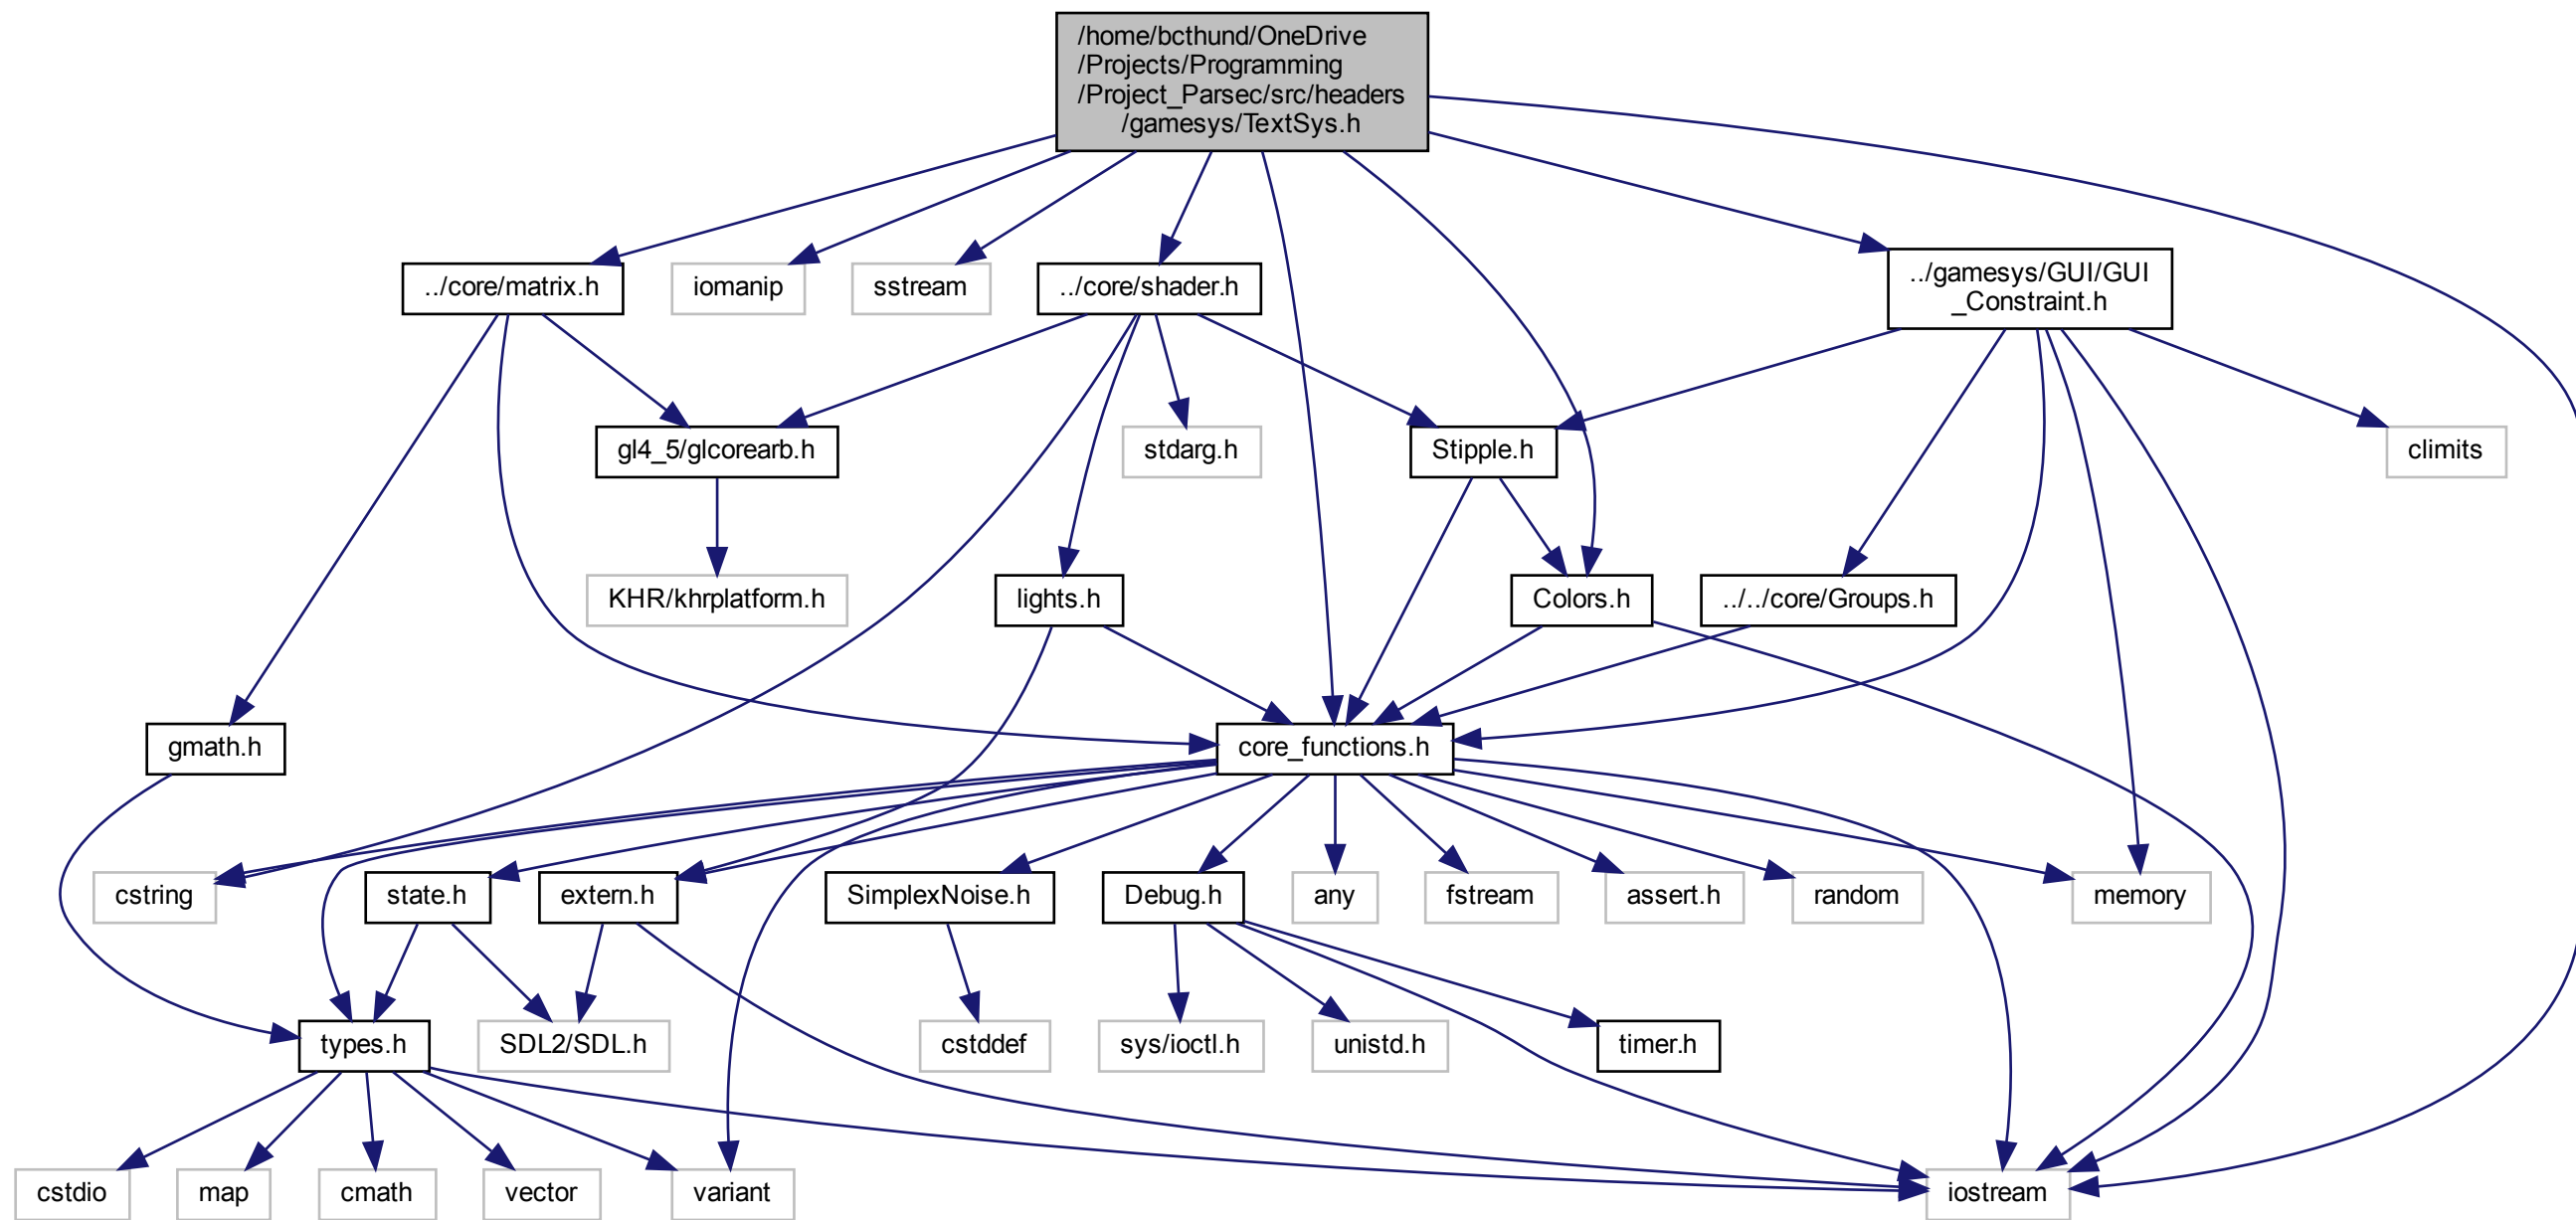 /home/bcthund/OneDrive
/Projects/Programming
/Project_Parsec/src/headers
/gamesys/TextSys.h
../core/matrix.h
iomanip
sstream
../core/shader.h
../gamesys/GUI/GUI
_Constraint.h
gl4_5/glcorearb.h
stdarg.h
Stipple.h
climits
KHR/khrplatform.h
lights.h
Colors.h
../../core/Groups.h
gmath.h
core_functions.h
cstring
state.h
extern.h
SimplexNoise.h
Debug.h
any
fstream
assert.h
random
memory
types.h
SDL2/SDL.h
cstddef
sys/ioctl.h
unistd.h
timer.h
cstdio
map
cmath
vector
variant
iostream